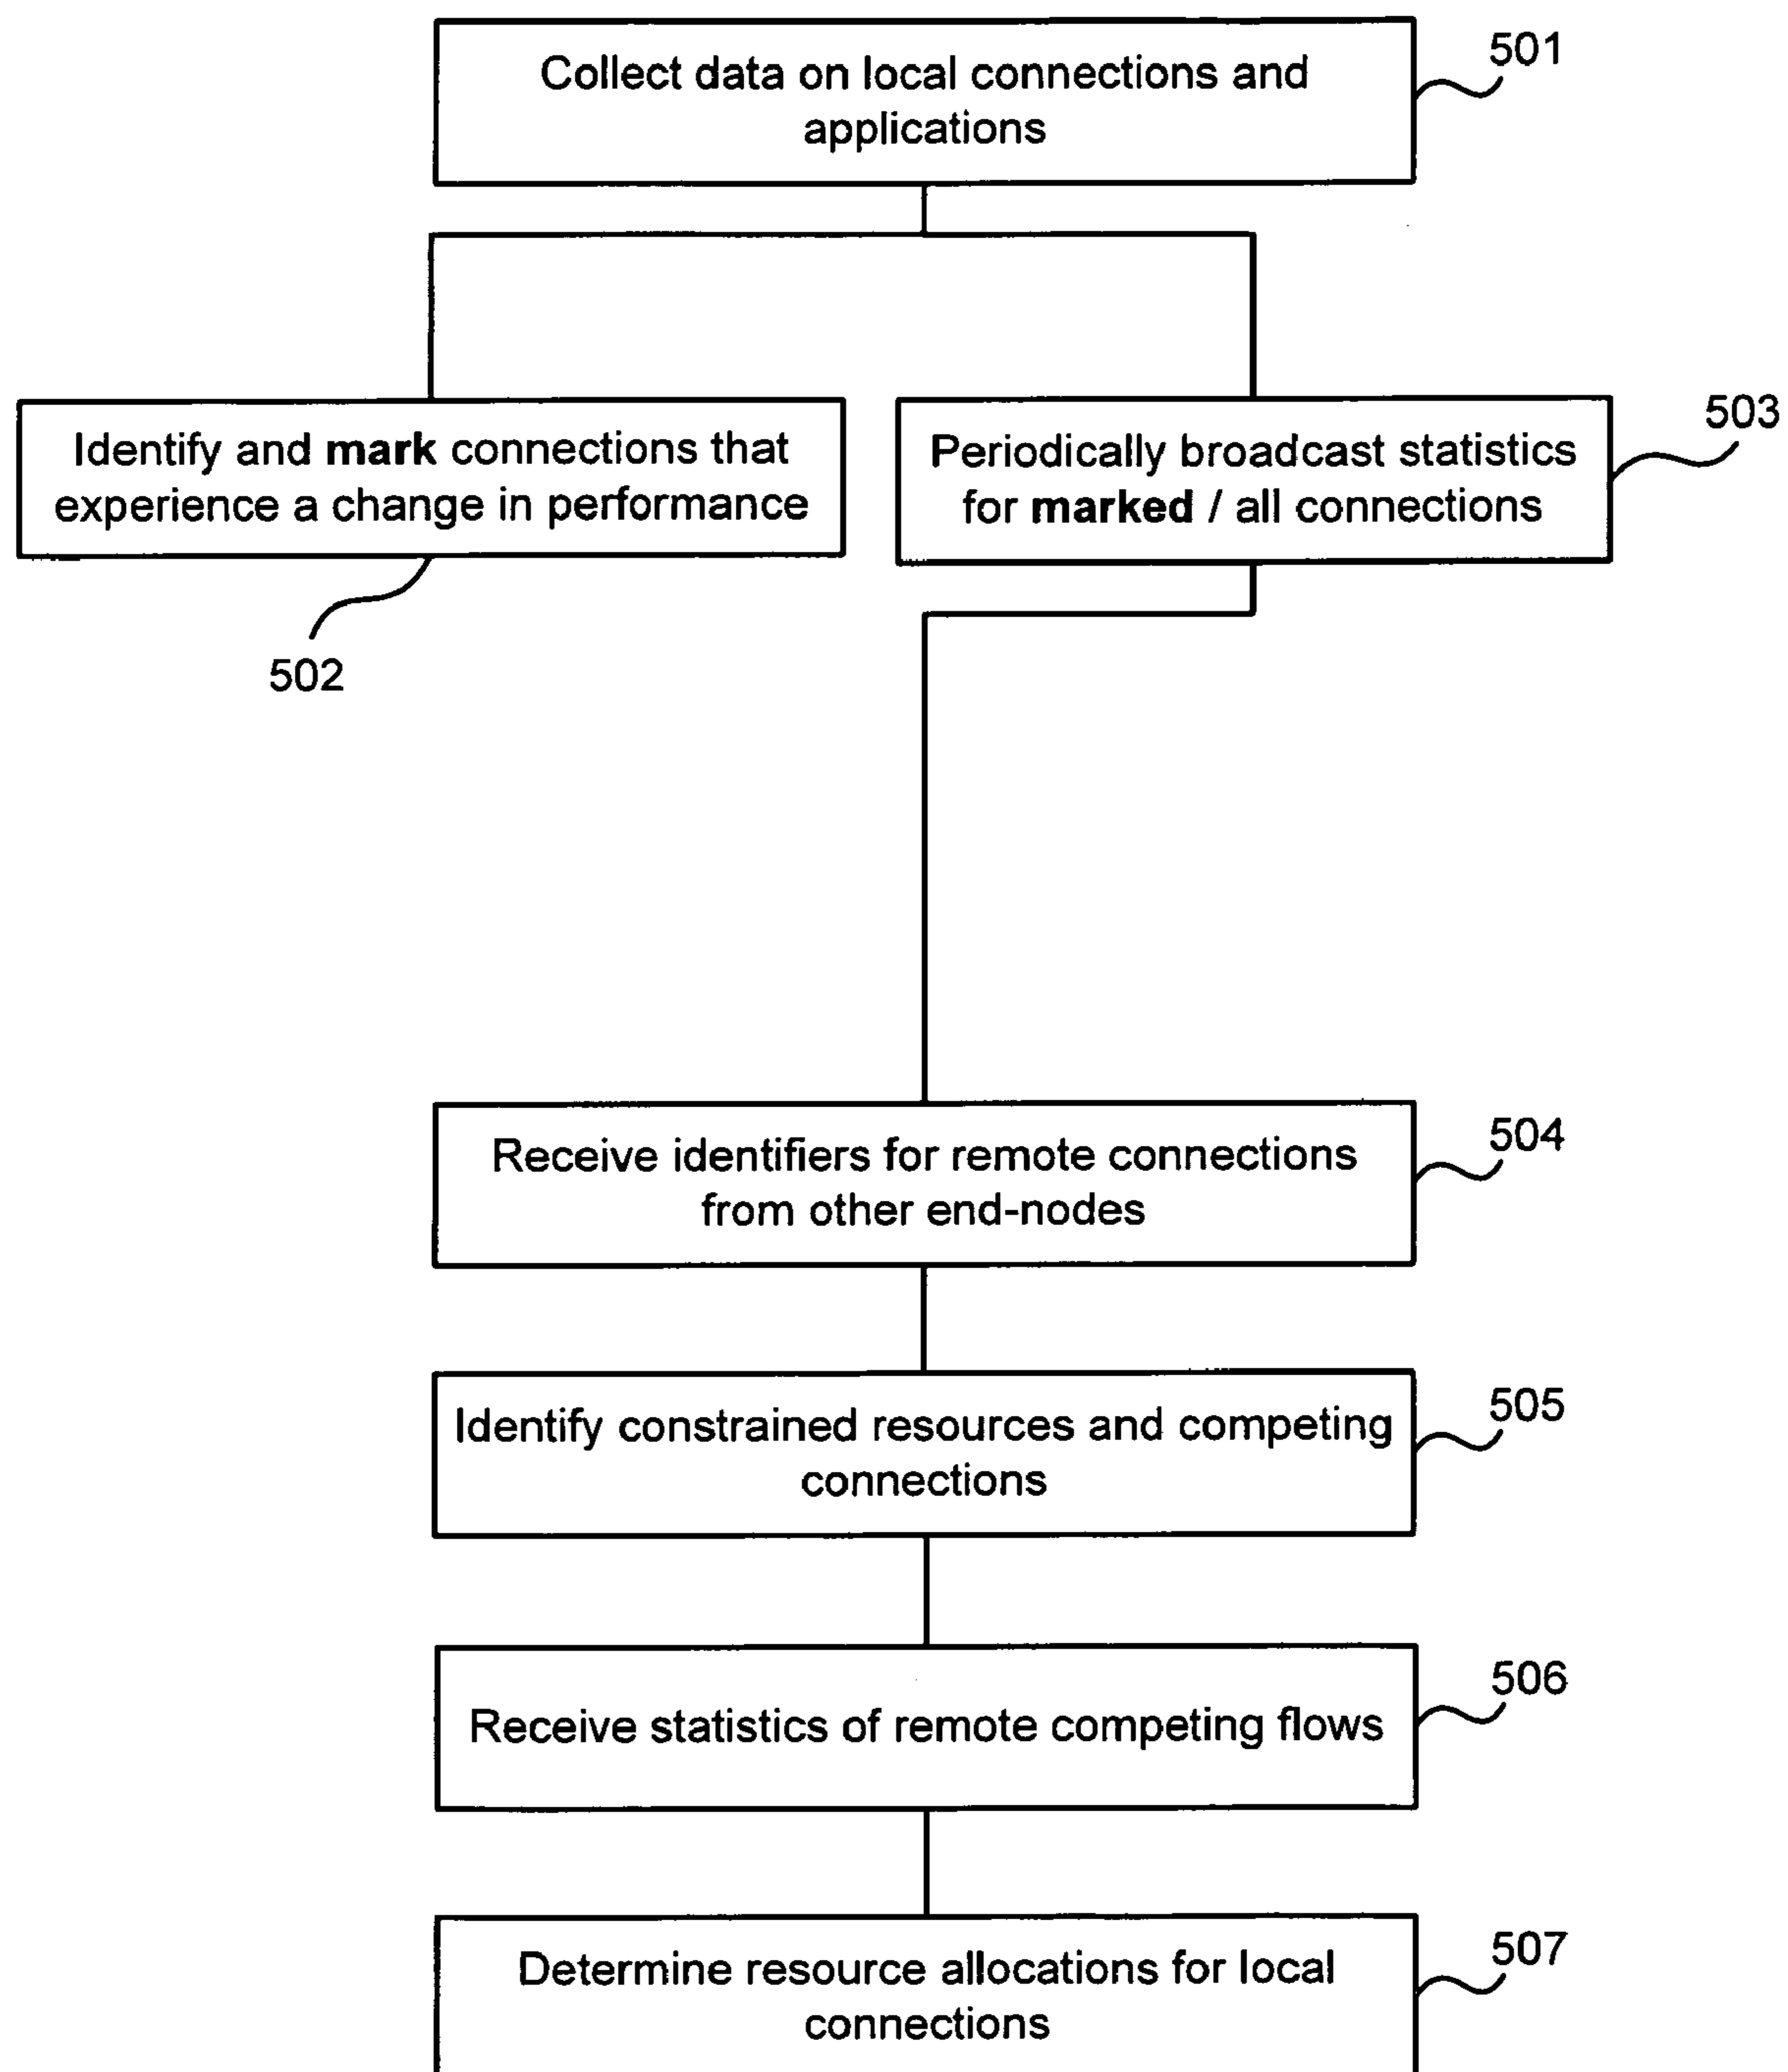 Collect data on local connections and
applications
501
Identify and mark connections that
experience a change in performance
502
Periodically broadcast statistics
for marked / all connections
503
Receive identifiers for remote connections
from other end-nodes
504
Identify constrained resources and competing
connections
505
Receive statistics of remote competing flows
506
Determine resource allocations for local
connections
507